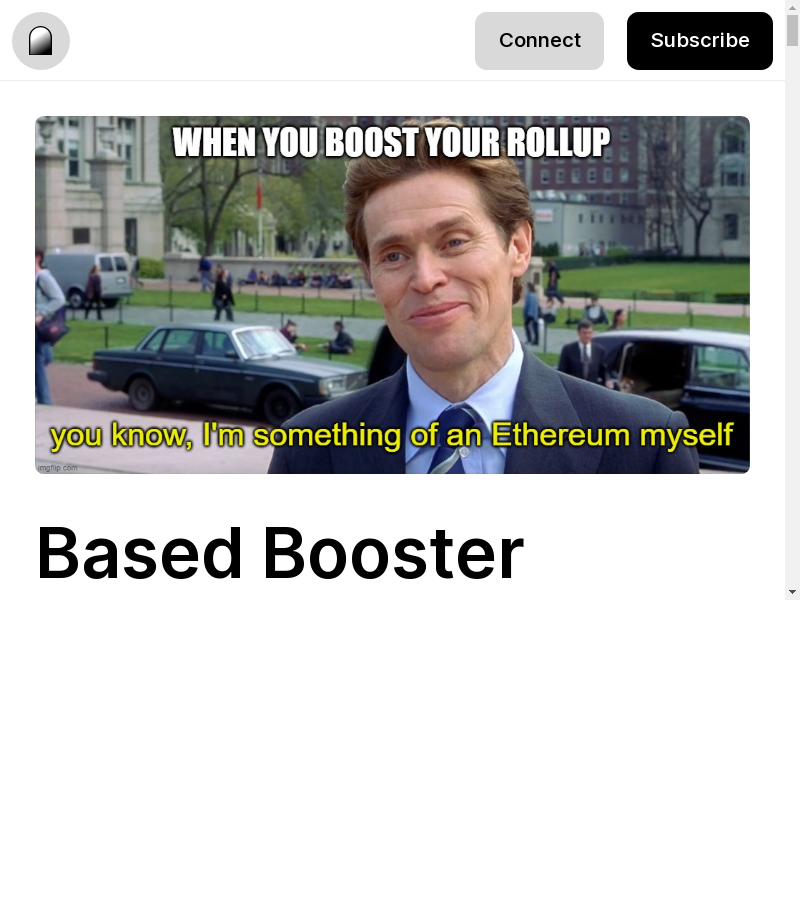 Connect
Subscribe
WHEN YOU BOOST YOUR ROLLUP
you know, I'm something of an Ethereum myself
imgflip.com
Based Booster